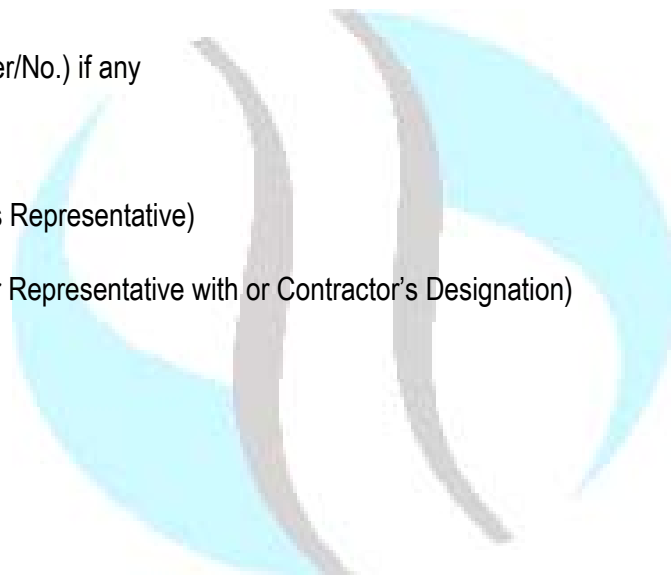 er/No.) if any
s Representative)
r Representative with or Contractor’s Designation)